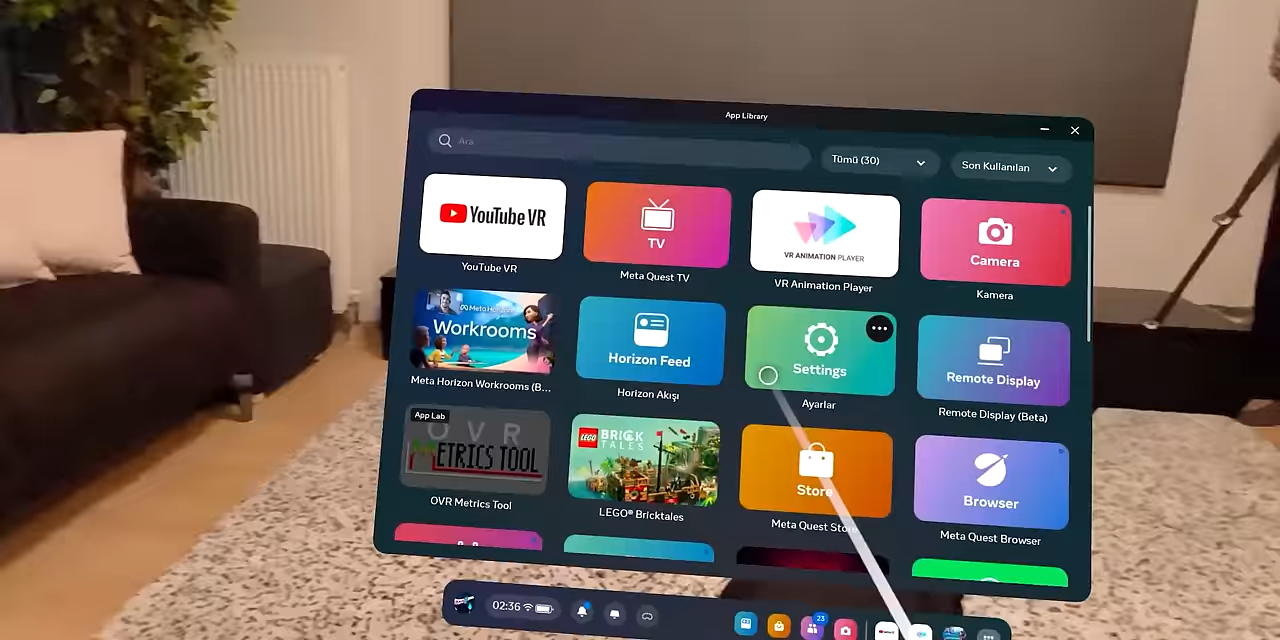 App Library
Ara
Tümü (30)
Son Kullanılan
YouTube VR
TV
VR ANIMATION PLAYER
Camera
YouTube VR
Meta Quest TV
VR Animation Player
Kamera
Meta Horizon
Workrooms
Horizon Feed
Settings
Remote Display
Meta Horizon Workrooms (B...
Horizon Akışı
Ayarlar
Remote Display (Beta)
App Lab
OVR
METRICS TOOL
LEGO
BRICK
TALES
Store
Browser
OVR Metrics Tool
LEGO® Bricktales
Meta Quest Store
Meta Quest Browser
02:36
23